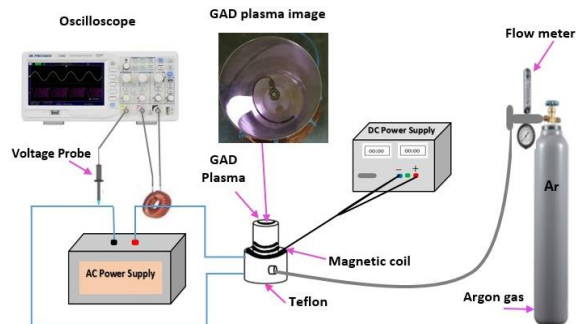 Oscilloscope
GAD plasma image
Flow meter
DC Power Supply
00:00
00:00
- +
Voltage Probe
GAD
Plasma
Ar
AC Power Supply
Magnetic coil
Teflon
Argon gas